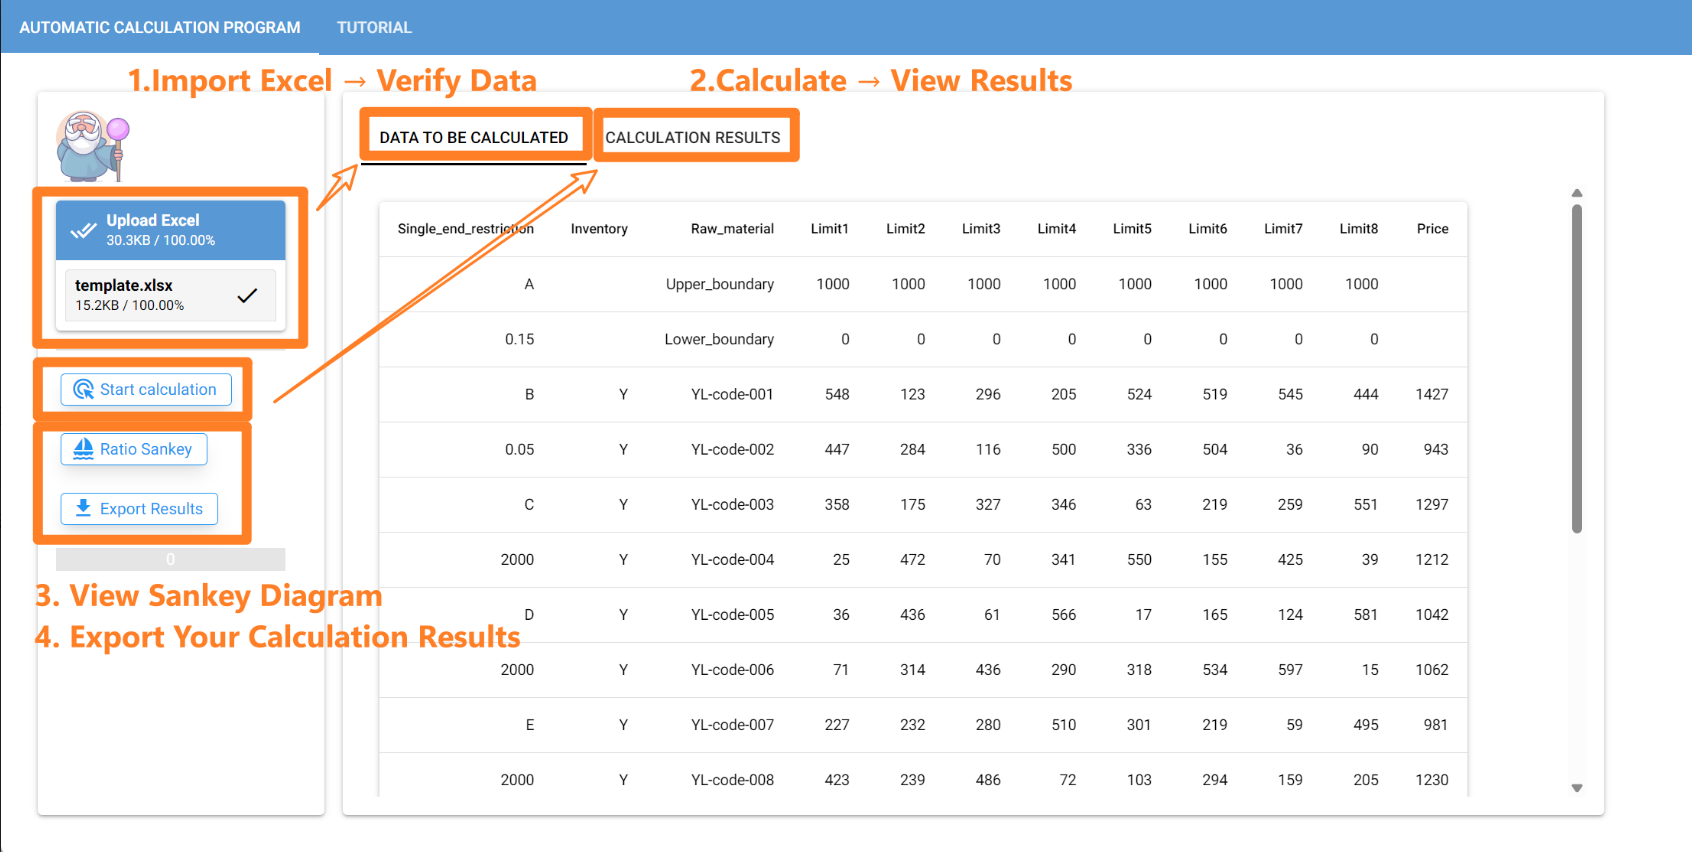 AUTOMATIC CALCULATION PROGRAM TUTORIAL
1.Import Excel → Verify Data 2.Calculate → View Results
DATA TO BE CALCULATED CALCULATION RESULTS
Upload Excel
30.3KB / 100.00%
template.xlsx
15.2KB / 100.00%
Start calculation
Ratio Sankey
Export Results
0
3. View Sankey Diagram
4. Export Your Calculation Results
Single_end_restriction Inventory Raw_material Limit1 Limit2 Limit3 Limit4 Limit5 Limit6 Limit7 Limit8 Price
A Upper_boundary 1000 1000 1000 1000 1000 1000 1000 1000
0.15 Lower_boundary 0 0 0 0 0 0 0 0
B Y YL-code-001 548 123 296 205 524 519 545 444 1427
0.05 Y YL-code-002 447 284 116 500 336 504 36 90 943
C Y YL-code-003 358 175 327 346 63 219 259 551 1297
2000 Y YL-code-004 25 472 70 341 550 155 425 39 1212
D Y YL-code-005 36 436 61 566 17 165 124 581 1042
2000 Y YL-code-006 71 314 436 290 318 534 597 15 1062
E Y YL-code-007 227 232 280 510 301 219 59 495 981
2000 Y YL-code-008 423 239 486 72 103 294 159 205 1230